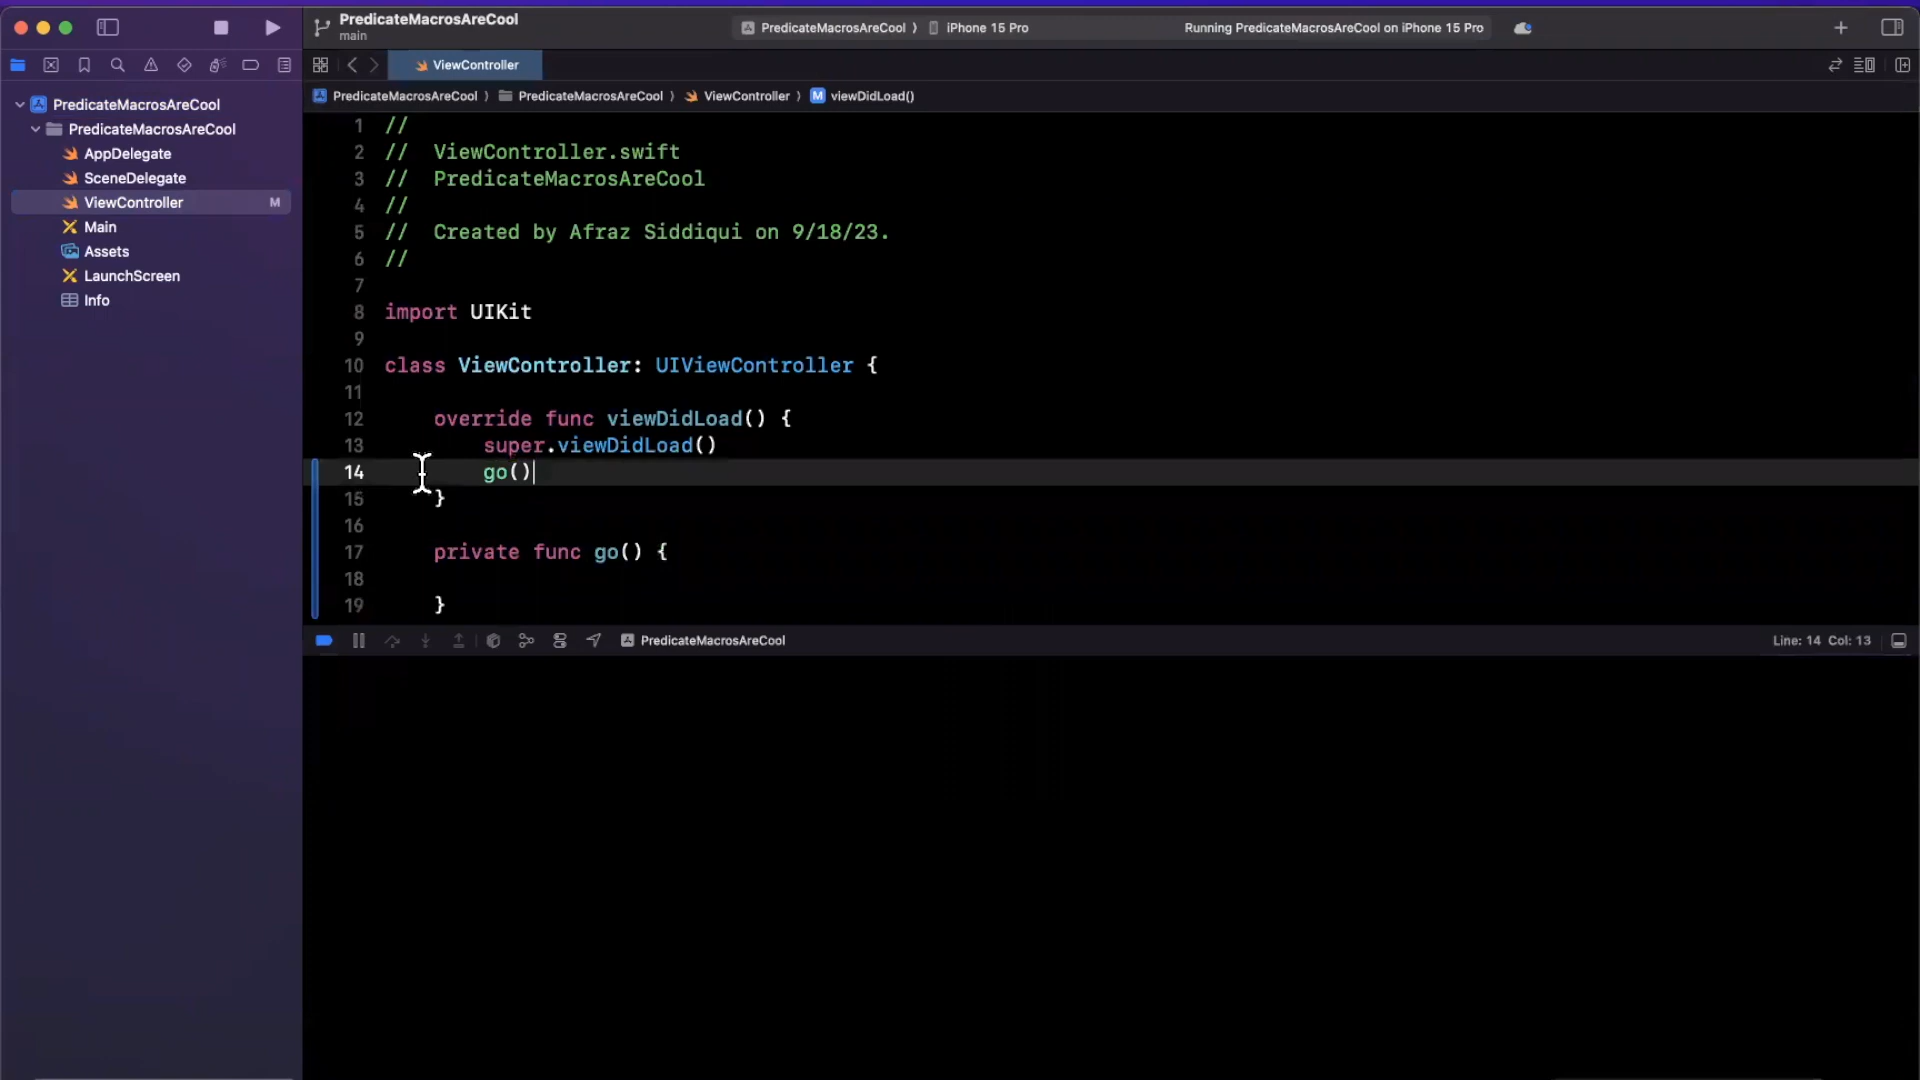 PredicateMacrosAreCool
main
PredicateMacrosAreCool ⟩ iPhone 15 Pro
Running PredicateMacrosAreCool on iPhone 15 Pro
ViewController
PredicateMacrosAreCool ⟩ PredicateMacrosAreCool ⟩ ViewController ⟩ M viewDidLoad()
PredicateMacrosAreCool
PredicateMacrosAreCool
AppDelegate
SceneDelegate
ViewController M
Main
Assets
LaunchScreen
Info
1 //
2 //  ViewController.swift
3 //  PredicateMacrosAreCool
4 //
5 //  Created by Afraz Siddiqui on 9/18/23.
6 //
7
8 import UIKit
9
10 class ViewController: UIViewController {
11
12     override func viewDidLoad() {
13         super.viewDidLoad()
14         go()
15     }
16
17     private func go() {
18
19     }
PredicateMacrosAreCool
Line: 14 Col: 13